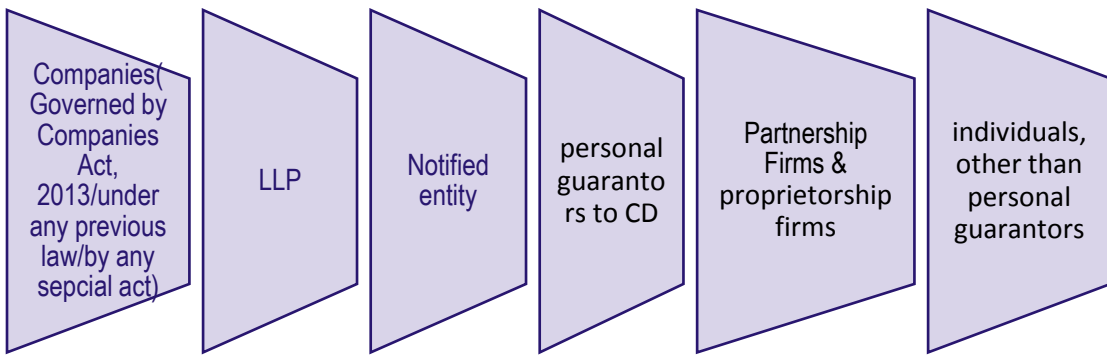 Companies(
Governed by
Companies
Act,
2013/under
any previous
law/by any
sepcial act)
LLP
Notified
entity
personal
guaranto
rs to CD
Partnership
Firms &
proprietorship
firms
individuals,
other than
personal
guarantors